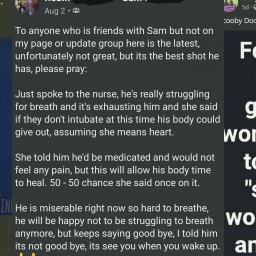 Aug 2 •
5d
cooby Doo
To anyone who is friends with Sam but not on
my page or update group here is the latest,
unfortunately not great, but its the best shot he
has, please pray:
Just spoke to the nurse, he's really struggling
for breath and it's exhausting him and she said
if they don't intubate at this time his body could
give out, assuming she means heart.
She told him he'd be medicated and would not
feel any pain, but this will allow his body time
to heal. 50 - 50 chance she said once on it.
He is miserable right now so hard to breathe,
he will be happy to not be struggling to breath
anymore, but keeps saying good bye, I told him
its not good bye, its see you when you wake up.
Fo
wor
to
"s
wo
an